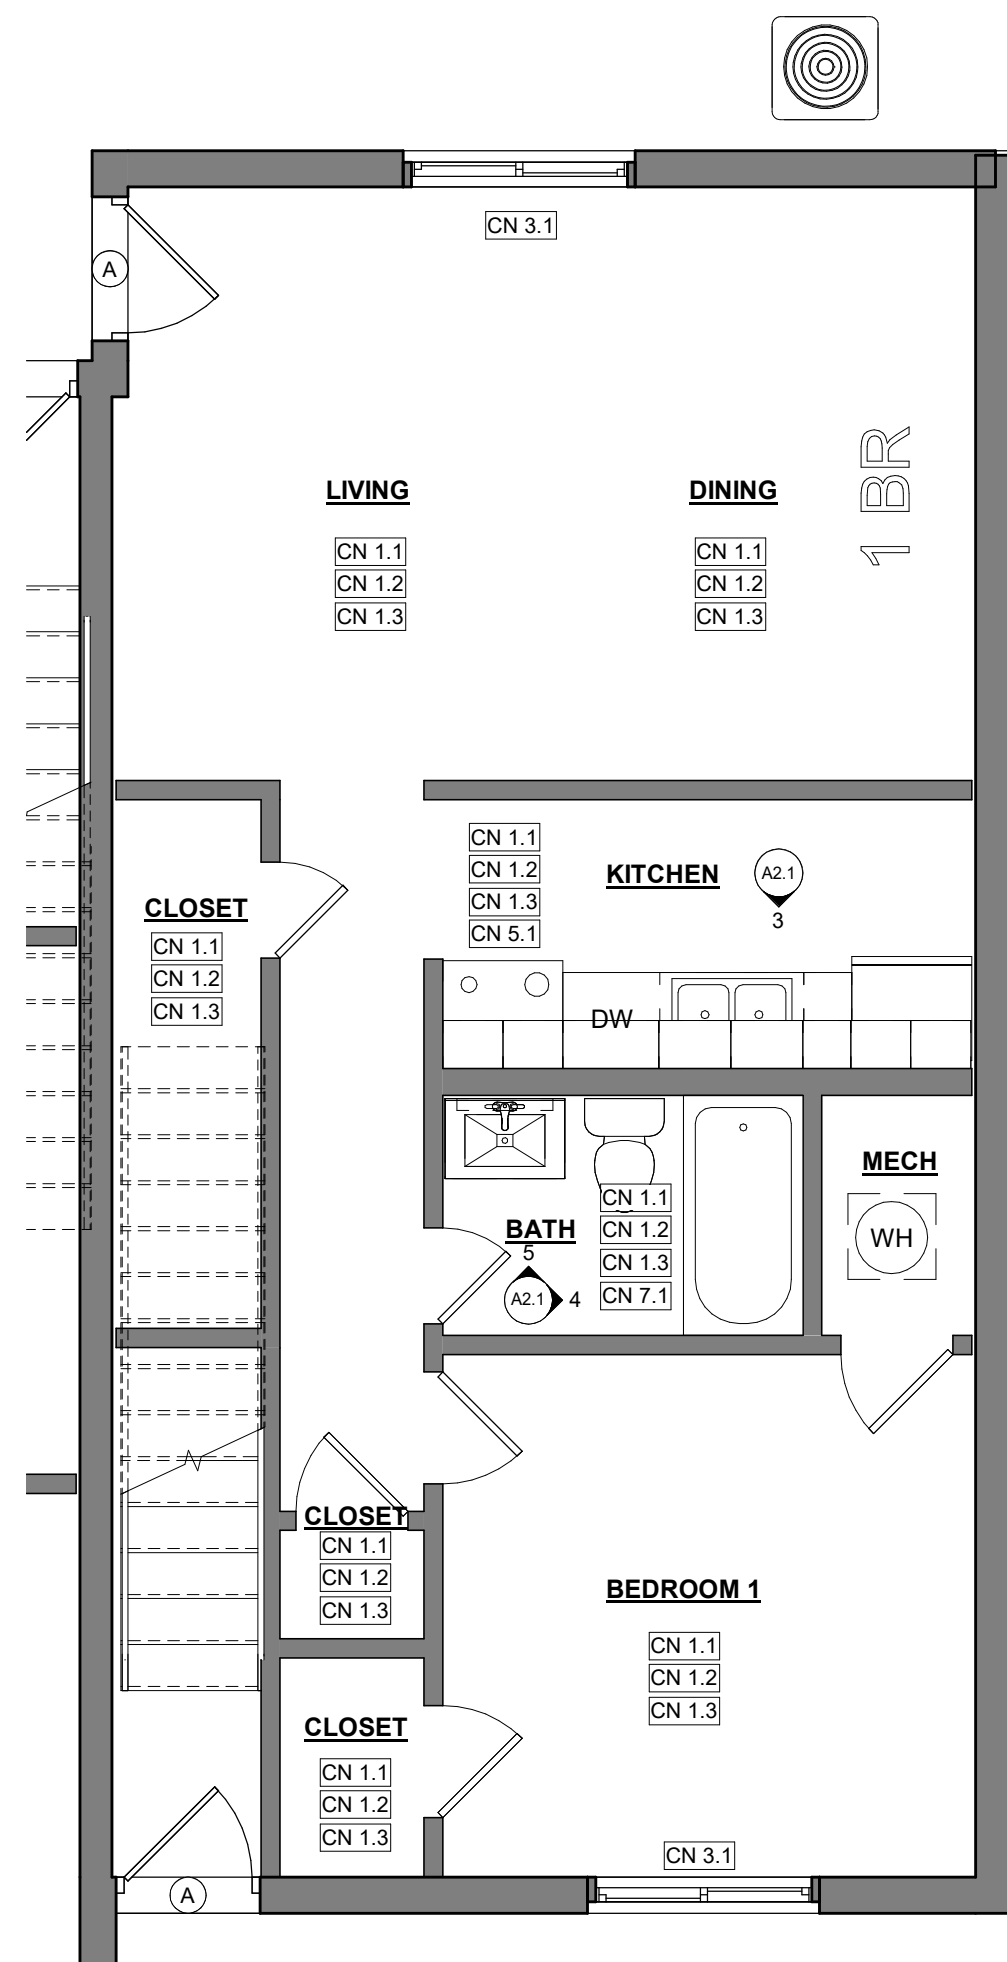 CN 3.1
A
1 BR
LIVING
CN 1.1
CN 1.2
CN 1.3
DINING
CN 1.1
CN 1.2
CN 1.3
CN 1.1
CN 1.2
CN 1.3
CN 5.1
KITCHEN
A2.1
3
CLOSET
CN 1.1
CN 1.2
CN 1.3
DW
MECH
WH
BATH
CN 1.1
CN 1.2
CN 1.3
CN 7.1
5
A2.1
4
CLOSET
CN 1.1
CN 1.2
CN 1.3
BEDROOM 1
CN 1.1
CN 1.2
CN 1.3
CLOSET
CN 1.1
CN 1.2
CN 1.3
CN 3.1
A